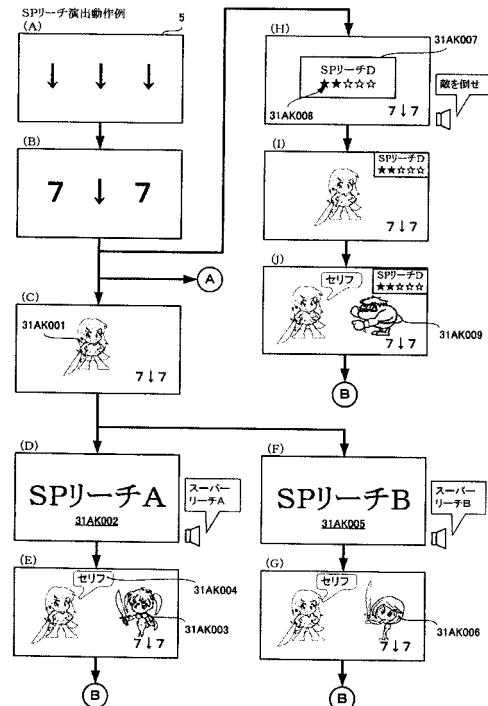 SPリーチ演出動作例
(A)
5
↓ ↓ ↓
(B)
7 ↓ 7
A
(C)
31AK001
7↓7
(D)
SPリーチA
31AK002
スーパー
リーチA
(E)
セリフ
31AK004
31AK003
7↓7
B
(F)
SPリーチB
31AK005
スーパー
リーチB
(G)
セリフ
31AK006
7↓7
B
(H)
31AK007
SPリーチD
★★☆☆☆
31AK008
7↓7
敵を倒せ
(I)
SPリーチD
★★☆☆☆
7↓7
(J)
セリフ
SPリーチD
★★☆☆☆
31AK009
7↓7
B